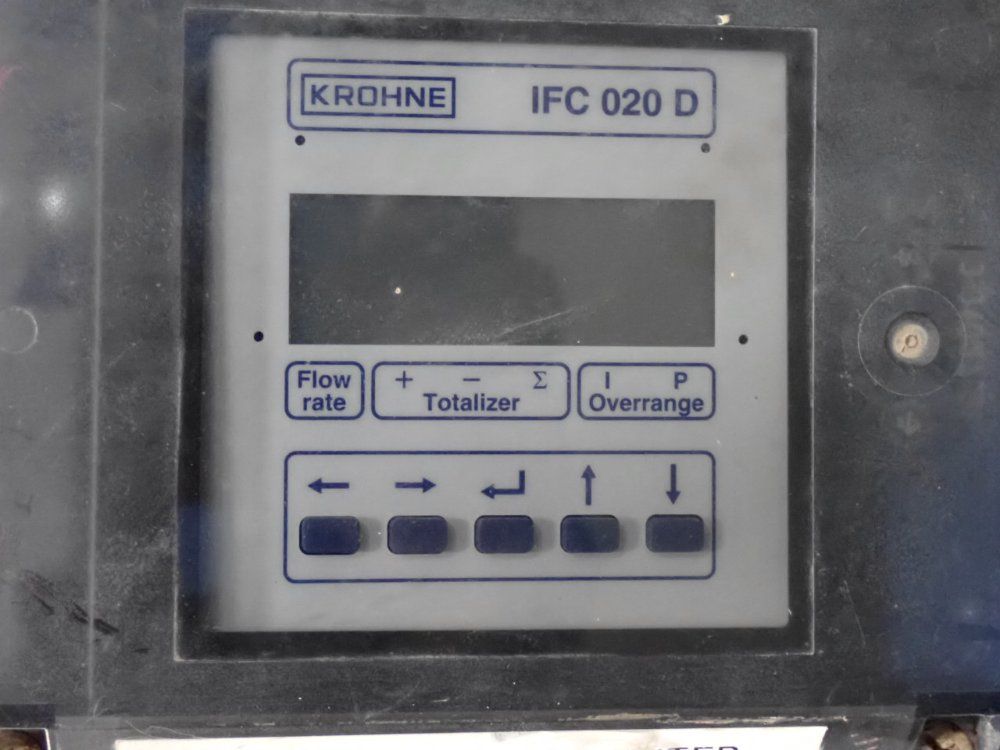 KROHNE IFC 020 D
Flow rate
+ − Σ
Totalizer
I P
Overrange
← → ↵ ↑ ↓